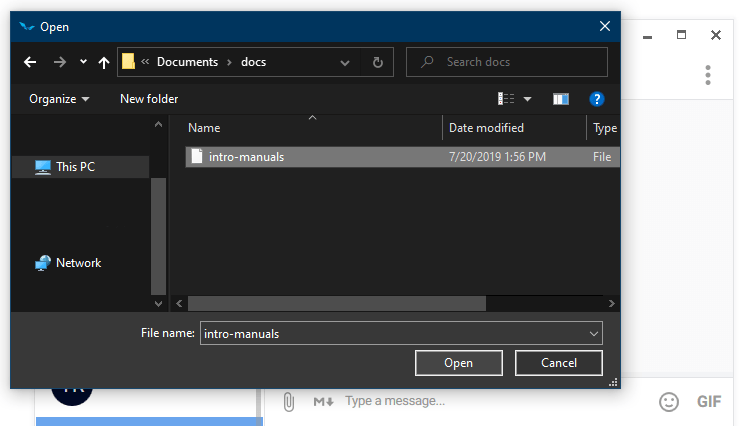 Open
Documents > docs
Search docs
Organize
New folder
Name
Date modified
Type
intro-manuals
7/20/2019 1:56 PM
File
This PC
Network
File name:
intro-manuals
Open
Cancel
M↓
Type a message...
GIF